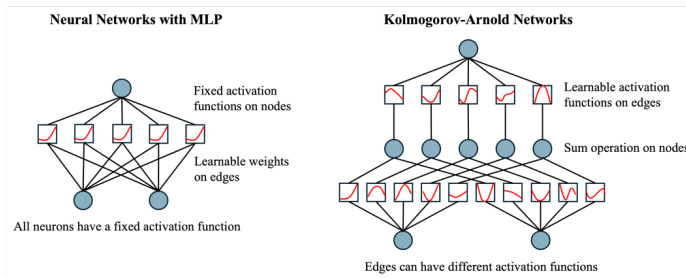 Neural Networks with MLP
Fixed activation
functions on nodes
Learnable weights
on edges
All neurons have a fixed activation function
Kolmogorov-Arnold Networks
Learnable activation
functions on edges
Sum operation on nodes
Edges can have different activation functions